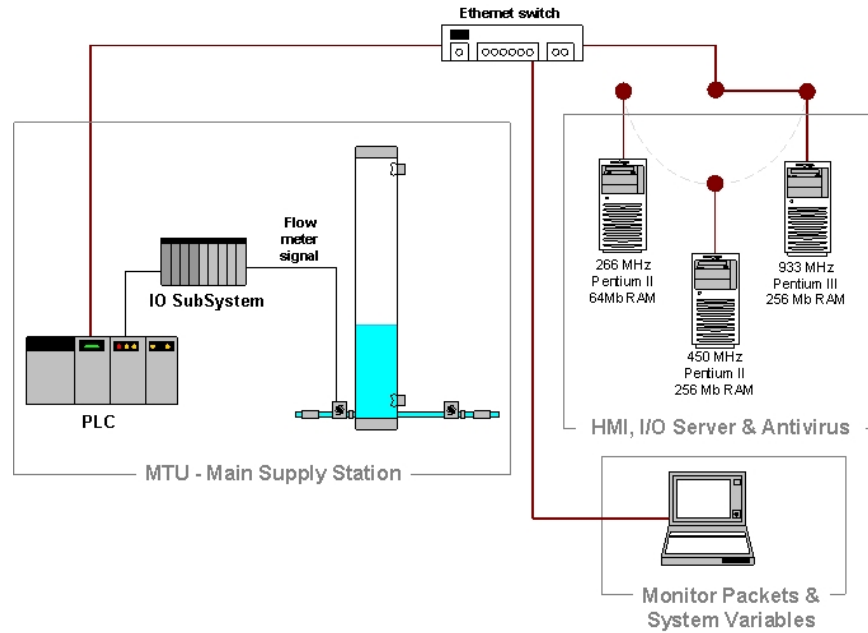 Ethernet switch
Flow
meter
signal
IO SubSystem
PLC
MTU - Main Supply Station
266 MHz
Pentium II
64Mb RAM
450 MHz
Pentium II
256 Mb RAM
933 MHz
Pentium III
256 Mb RAM
HMI, I/O Server & Antivirus
Monitor Packets &
System Variables